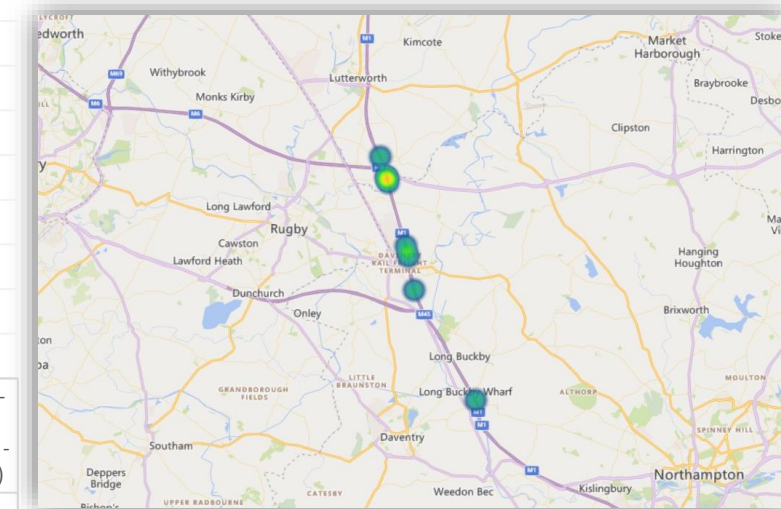 LYCROFT
edworth
M1
Kimcote
Market
Harborough
Stoke
M69
Withybrook
Lutterworth
Braybrooke
Monks Kirby
M6
M6
Desbo
Clipston
Harrington
Long Lawford
Rugby
M1
Cawston
Lawford Heath
RAIL FREIGHT
TERMINAL
Hanging
Houghton
Dunchurch
Onley
M45
Brixworth
Long Buckby
LITTLE
BRAUNSTON
GRANDBOROUGH
FIELDS
Long Buckby Wharf
ALTHORP
MOULTON
M1
M1
SPINNEY HILL
Daventry
Southam
M1
Northampton
Deppers
Bridge
CATESBY
Weedon Bec
Kislingbury
UPPER RADBOURNE
Bishop's